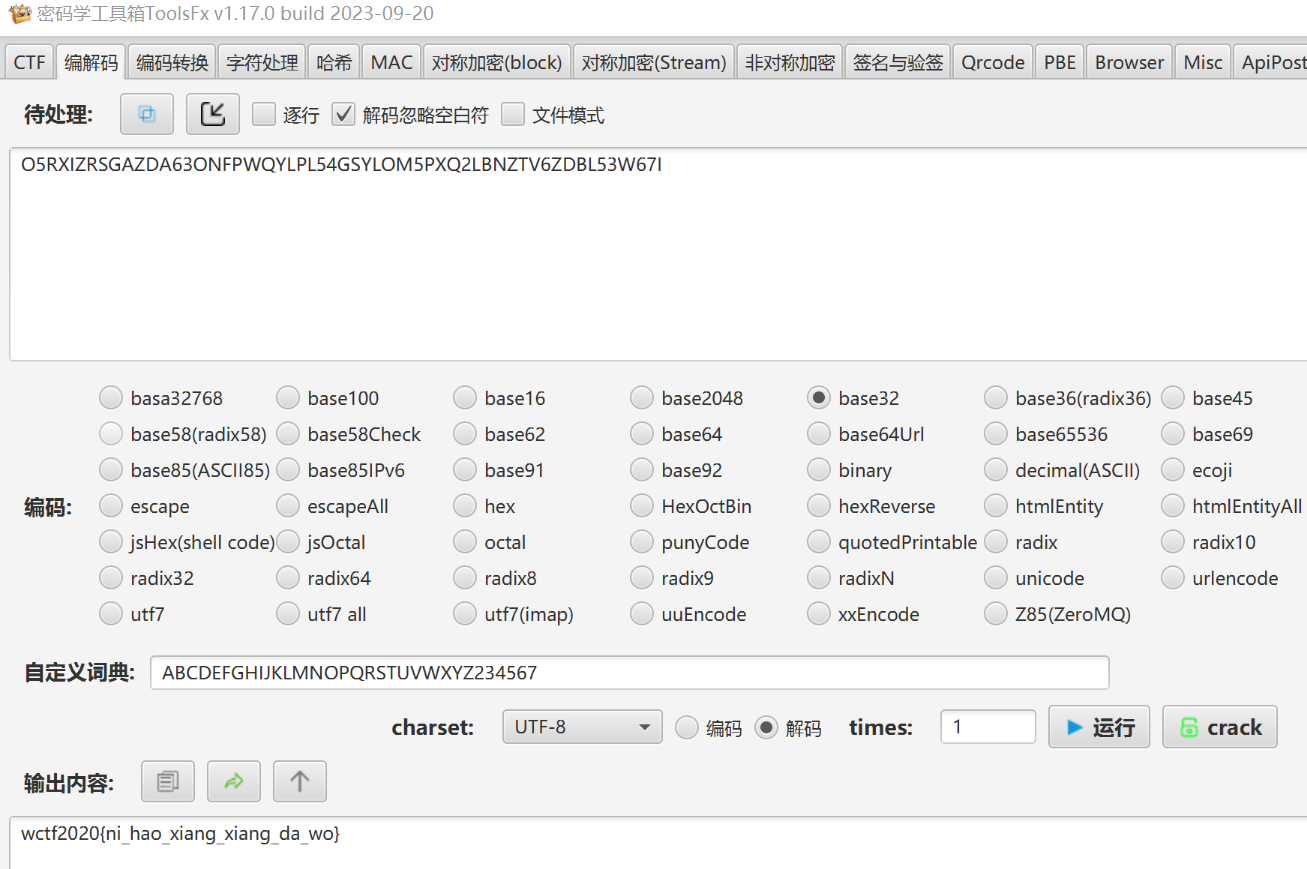 密码学工具箱ToolsFx v1.17.0 build 2023-09-20
CTF 编解码 编码转换 字符处理 哈希 MAC 对称加密(block) 对称加密(Stream) 非对称加密 签名与验签 Qrcode PBE Browser Misc ApiPost
待处理: 逐行 解码忽略空白符 文件模式
O5RXIZRSGAZDA63ONFPWQYLPL54GSYLOM5PXQ2LBNZTV6ZDBL53W67I
basa32768 base100 base16 base2048 base32 base36(radix36) base45
base58(radix58) base58Check base62 base64 base64Url base65536 base69
base85(ASCII85) base85IPv6 base91 base92 binary decimal(ASCII) ecoji
编码: escape escapeAll hex HexOctBin hexReverse htmlEntity htmlEntityAll
jsHex(shell code) jsOctal octal punyCode quotedPrintable radix radix10
radix32 radix64 radix8 radix9 radixN unicode urlencode
utf7 utf7 all utf7(imap) uuEncode xxEncode Z85(ZeroMQ)
自定义词典: ABCDEFGHIJKLMNOPQRSTUVWXYZ234567
charset: UTF-8 编码 解码 times: 1 运行 crack
输出内容:
wctf2020{ni_hao_xiang_xiang_da_wo}